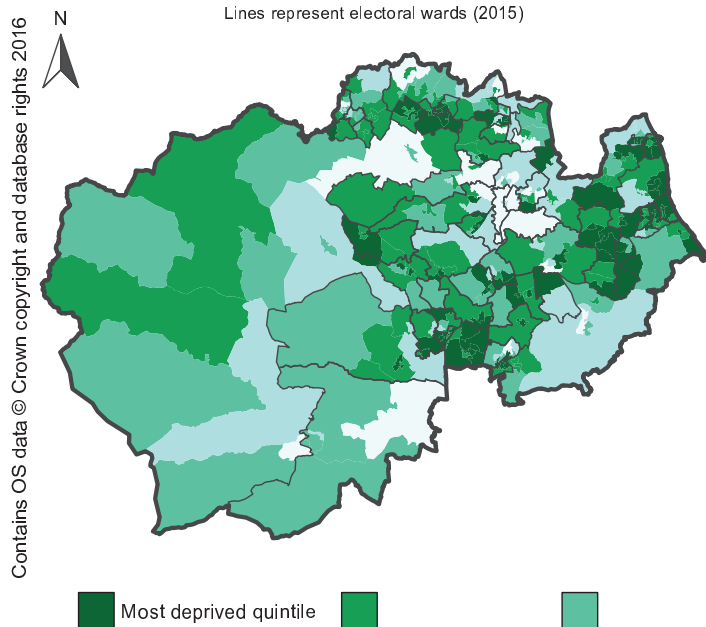 Lines represent electoral wards (2015)
N
Contains OS data © Crown copyright and database rights 2016
Most deprived quintile